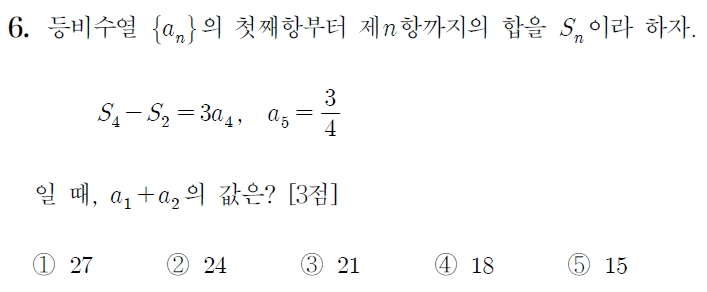 6. 등비수열 {aₙ}의 첫째항부터 제n항까지의 합을 Sₙ이라 하자.
S₄－S₂＝3a₄, a₅＝3/4
일 때, a₁＋a₂의 값은? [3점]
① 27 ② 24 ③ 21 ④ 18 ⑤ 15